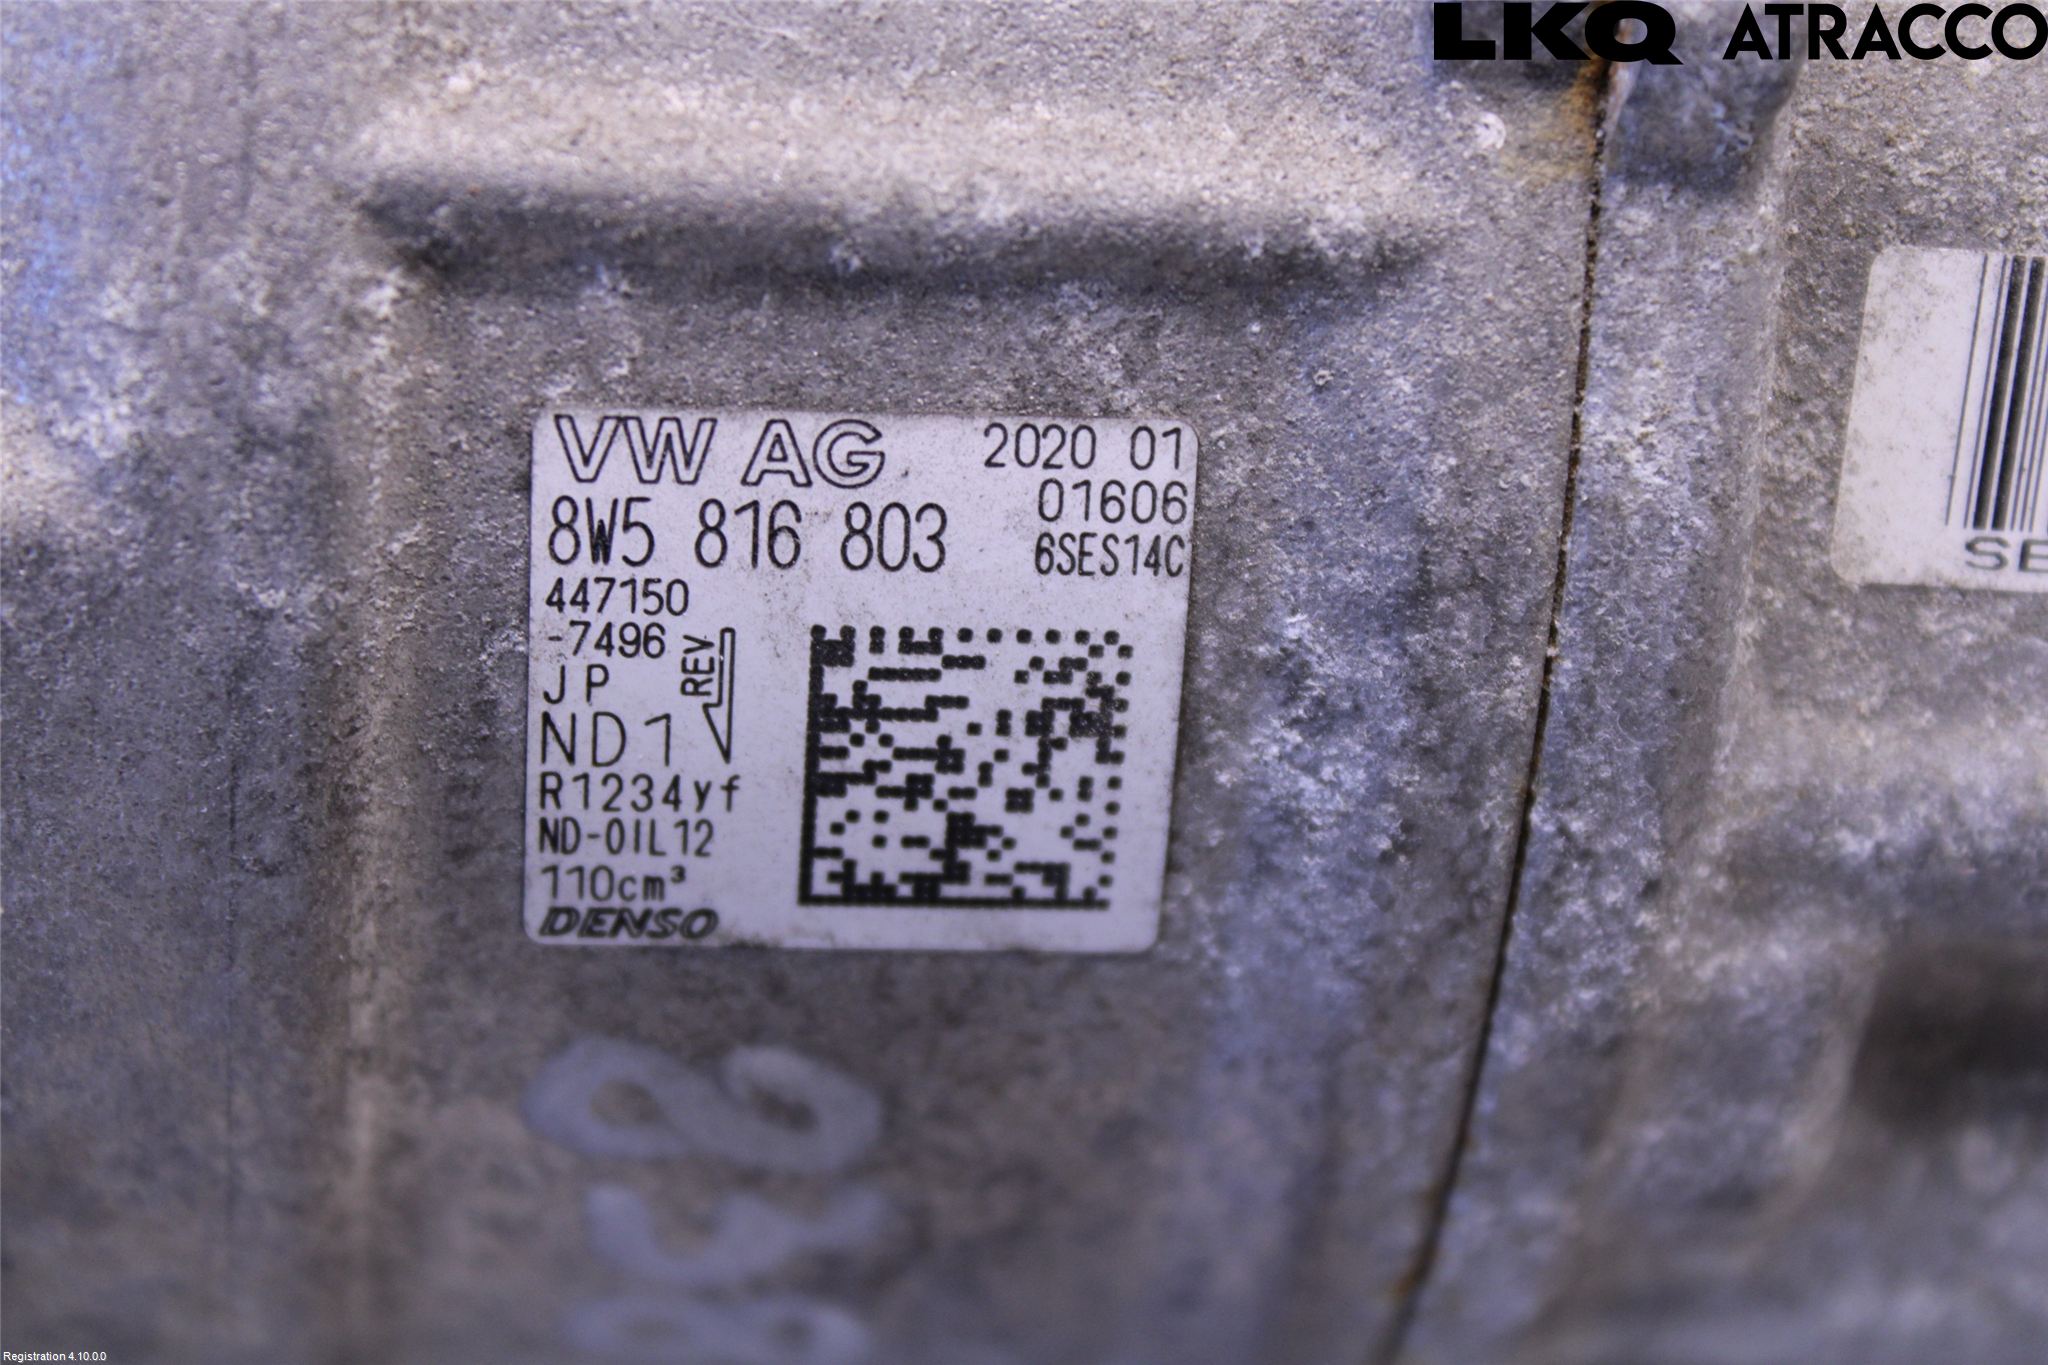 LKQ ATRACCO
VW AG 2020 01
01606
8W5 816 803 6SES14C
447150
-7496
REV
JP
ND1
R1234yf
ND-OIL12
110cm³
DENSO
SE
Registration 4.10.0.0